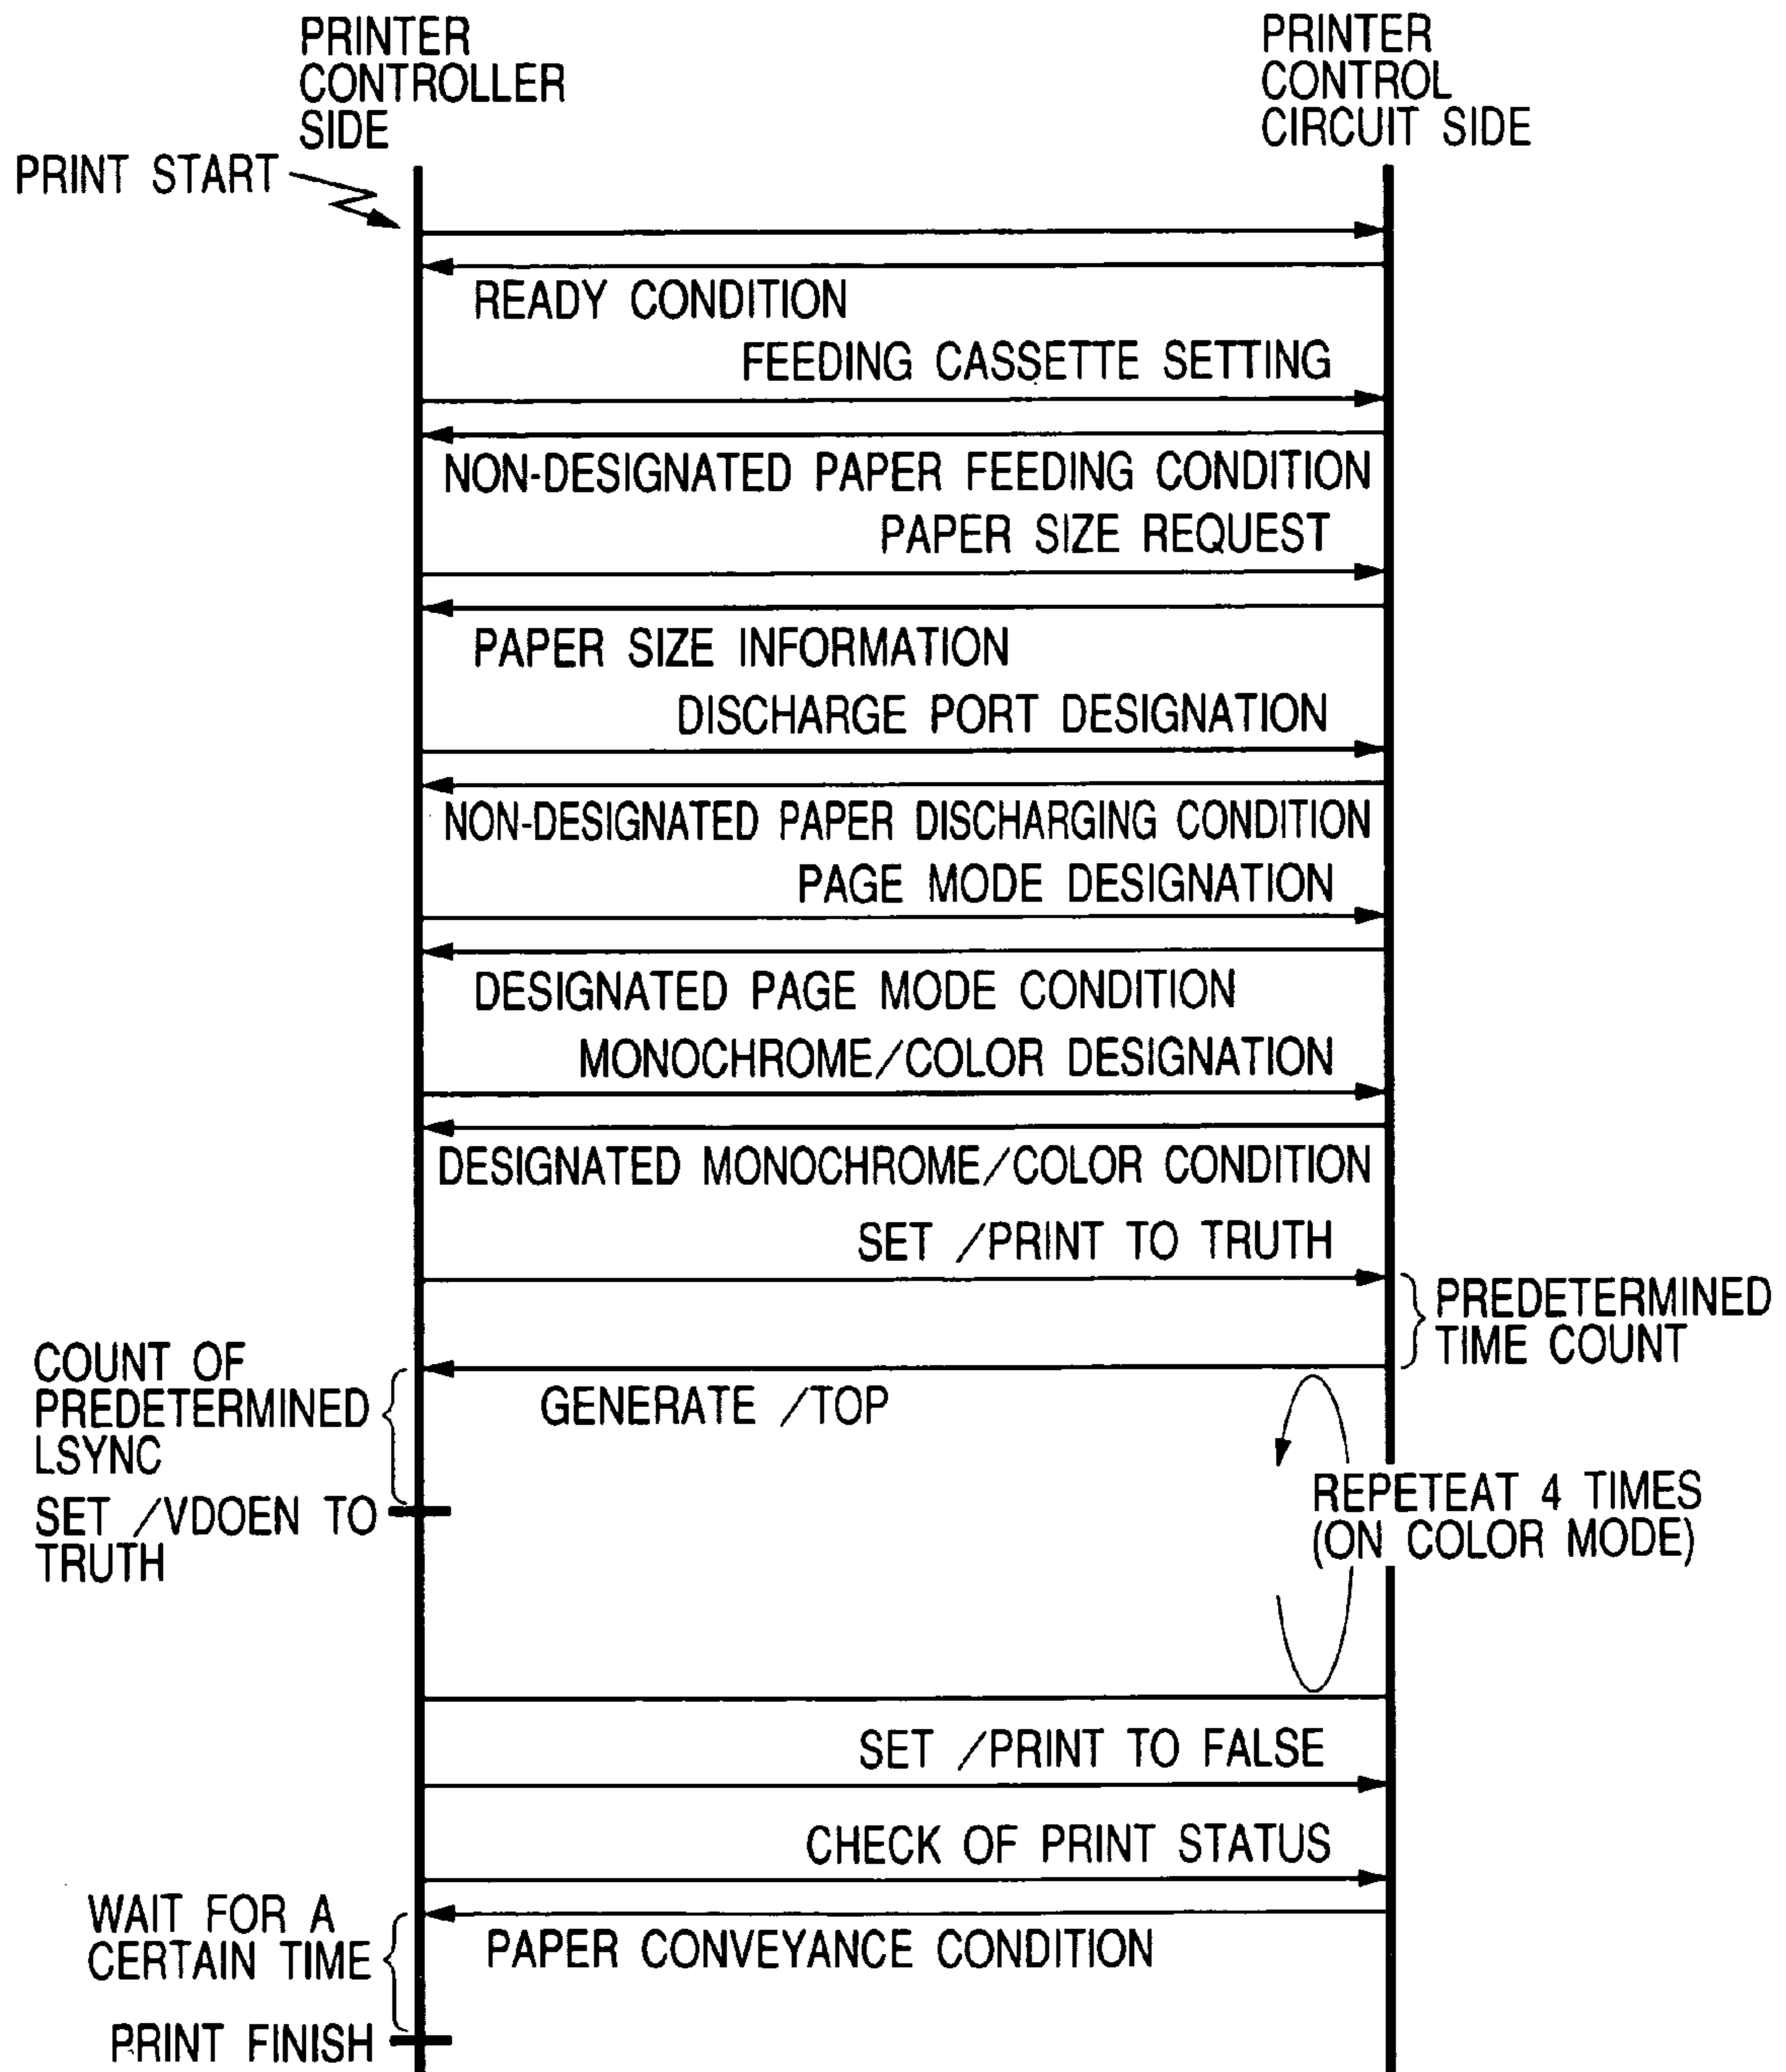 PRINTER
CONTROLLER
SIDE
PRINTER
CONTROL
CIRCUIT SIDE
PRINT START
READY CONDITION
FEEDING CASSETTE SETTING
NON-DESIGNATED PAPER FEEDING CONDITION
PAPER SIZE REQUEST
PAPER SIZE INFORMATION
DISCHARGE PORT DESIGNATION
NON-DESIGNATED PAPER DISCHARGING CONDITION
PAGE MODE DESIGNATION
DESIGNATED PAGE MODE CONDITION
MONOCHROME/COLOR DESIGNATION
DESIGNATED MONOCHROME/COLOR CONDITION
SET /PRINT TO TRUTH
PREDETERMINED
TIME COUNT
COUNT OF
PREDETERMINED
LSYNC
GENERATE /TOP
SET /VDOEN TO
TRUTH
REPETEAT 4 TIMES
(ON COLOR MODE)
SET /PRINT TO FALSE
CHECK OF PRINT STATUS
WAIT FOR A
CERTAIN TIME
PAPER CONVEYANCE CONDITION
PRINT FINISH